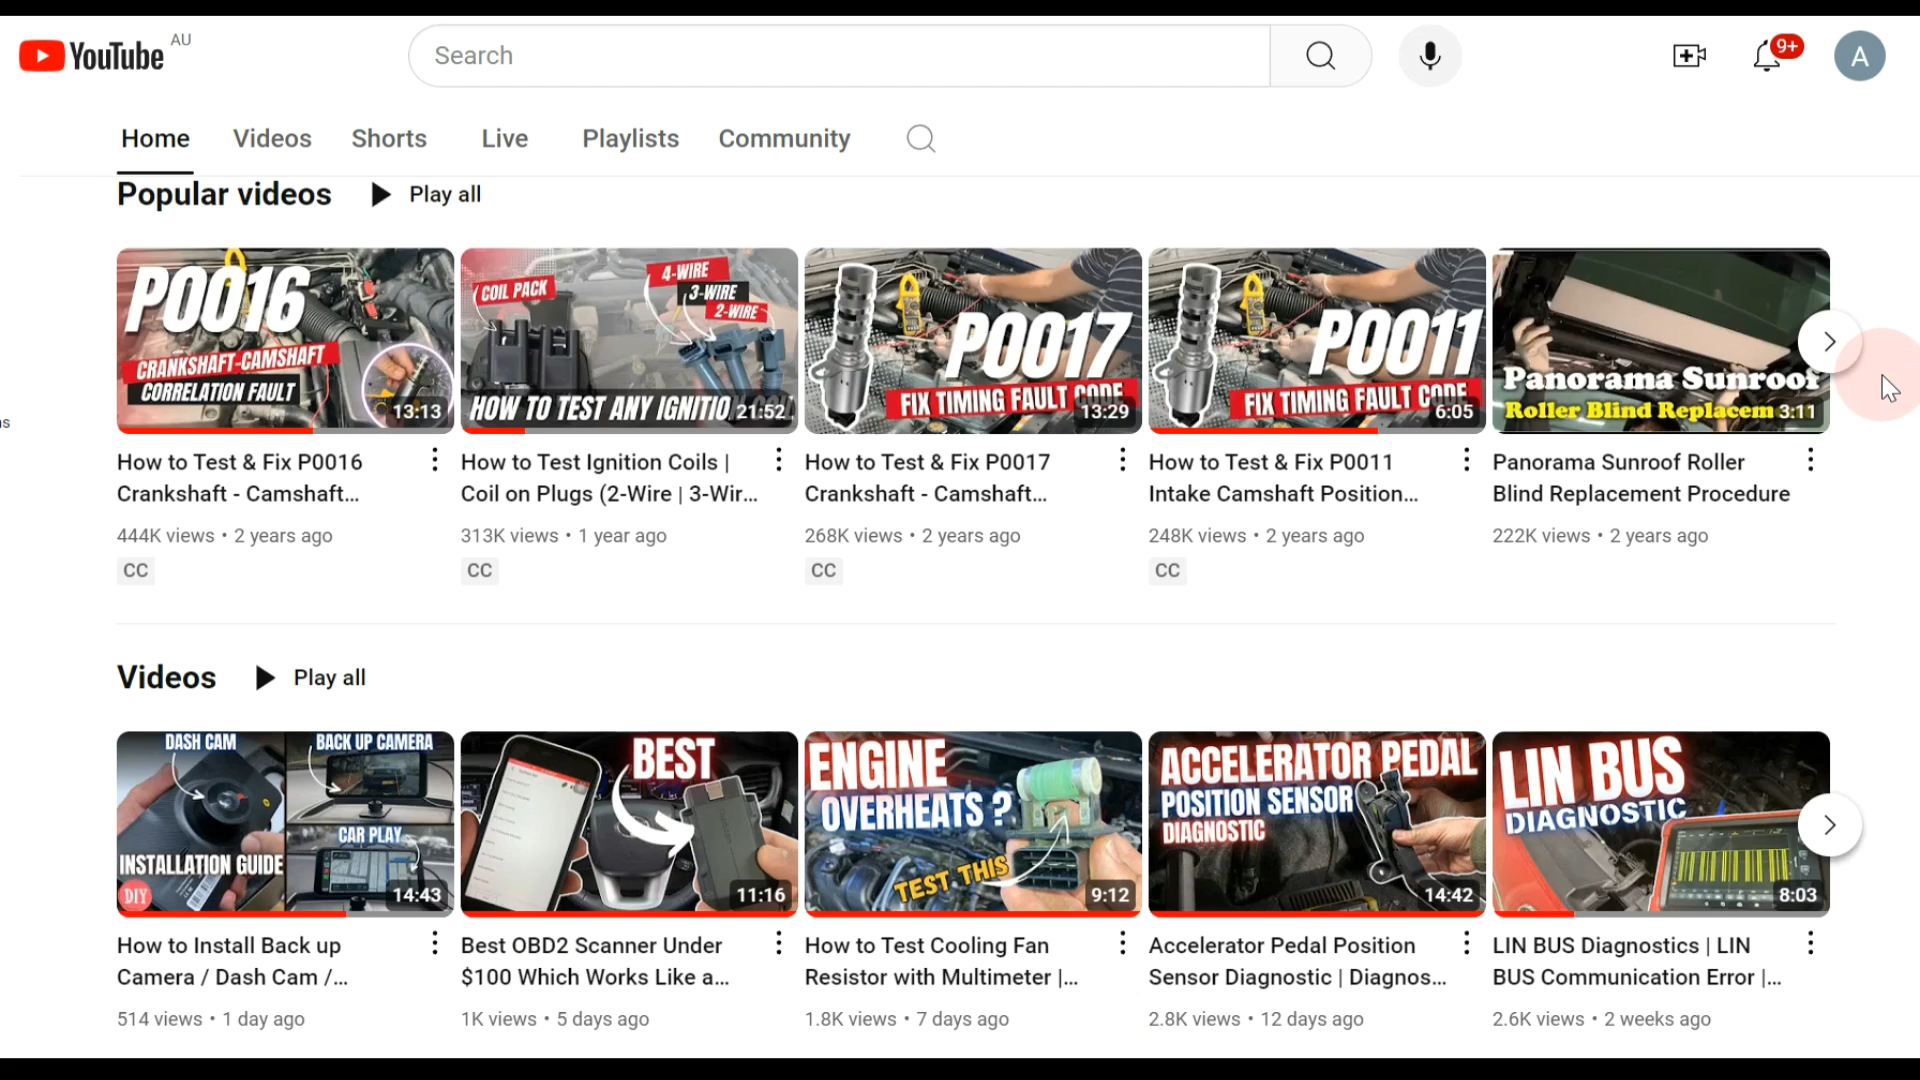 YouTube AU
Search
9+
A
Home Videos Shorts Live Playlists Community
Popular videos Play all
P0016
CRANKSHAFT-CAMSHAFT
CORRELATION FAULT
13:13
COIL PACK
4-WIRE
3-WIRE
2-WIRE
HOW TO TEST ANY IGNITIO
21:52
P0017
FIX TIMING FAULT CODE
13:29
P0011
FIX TIMING FAULT CODE
6:05
Panorama Sunroof
Roller Blind Replacem
3:11
How to Test & Fix P0016
Crankshaft - Camshaft...
444K views • 2 years ago
CC
How to Test Ignition Coils |
Coil on Plugs (2-Wire | 3-Wir...
313K views • 1 year ago
CC
How to Test & Fix P0017
Crankshaft - Camshaft...
268K views • 2 years ago
CC
How to Test & Fix P0011
Intake Camshaft Position...
248K views • 2 years ago
CC
Panorama Sunroof Roller
Blind Replacement Procedure
222K views • 2 years ago
Videos Play all
DASH CAM
BACK UP CAMERA
CAR PLAY
INSTALLATION GUIDE
DIY
14:43
BEST
11:16
ENGINE
OVERHEATS ?
TEST THIS
9:12
ACCELERATOR PEDAL
POSITION SENSOR
DIAGNOSTIC
14:42
LIN BUS
DIAGNOSTIC
8:03
How to Install Back up
Camera / Dash Cam /...
514 views • 1 day ago
Best OBD2 Scanner Under
$100 Which Works Like a...
1K views • 5 days ago
How to Test Cooling Fan
Resistor with Multimeter |...
1.8K views • 7 days ago
Accelerator Pedal Position
Sensor Diagnostic | Diagnos...
2.8K views • 12 days ago
LIN BUS Diagnostics | LIN
BUS Communication Error |...
2.6K views • 2 weeks ago